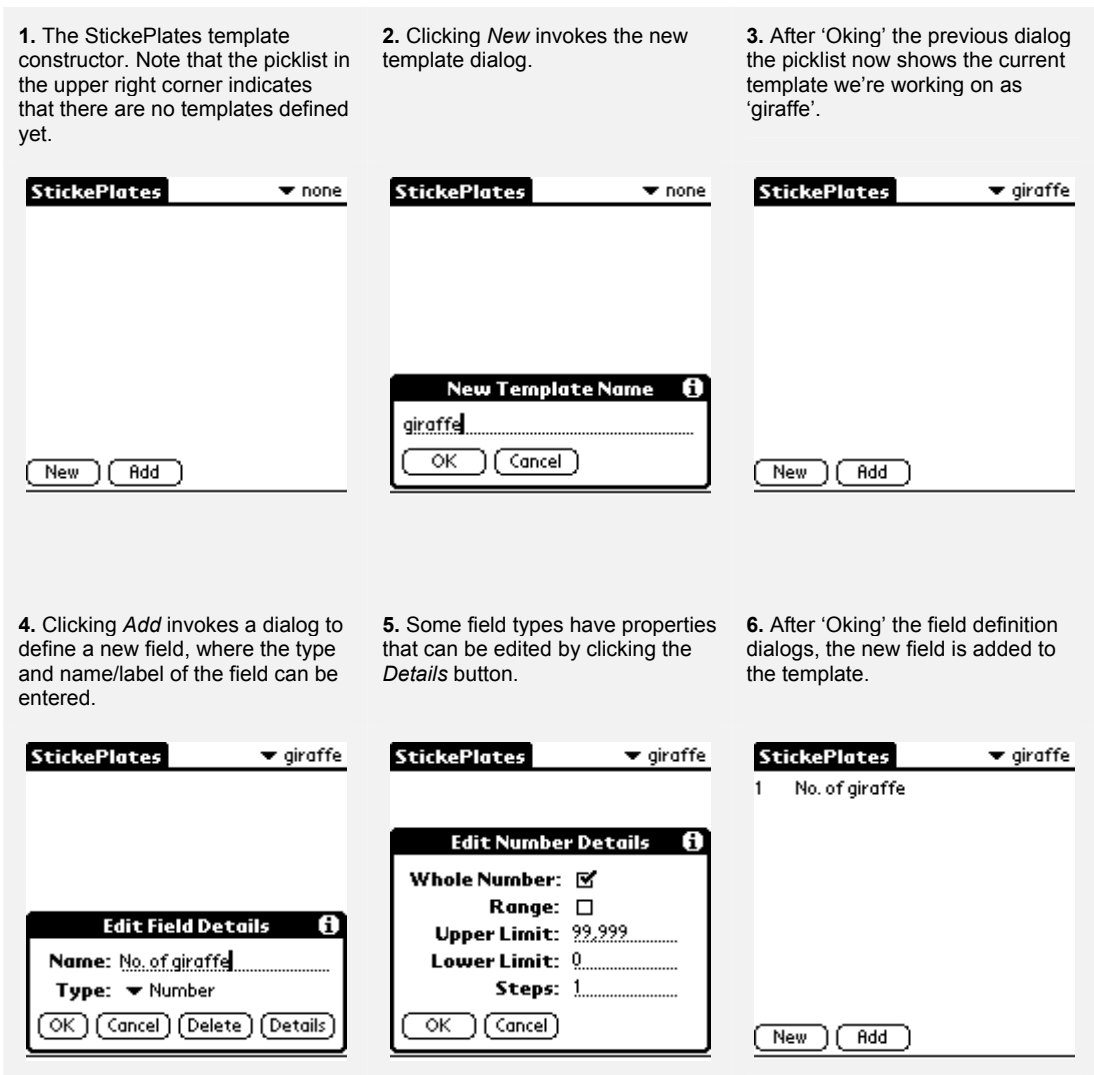 1. The StickePlates template
constructor. Note that the picklist in
the upper right corner indicates
that there are no templates defined
yet.
StickePlates
none
New
Add
2. Clicking New invokes the new
template dialog.
StickePlates
none
New Template Name
giraffe
OK
Cancel
3. After ‘Oking’ the previous dialog
the picklist now shows the current
template we’re working on as
‘giraffe’.
StickePlates
giraffe
New
Add
4. Clicking Add invokes a dialog to
define a new field, where the type
and name/label of the field can be
entered.
StickePlates
giraffe
Edit Field Details
Name: No. of giraffe
Type: Number
OK
Cancel
Delete
Details
5. Some field types have properties
that can be edited by clicking the
Details button.
StickePlates
giraffe
Edit Number Details
Whole Number:
Range:
Upper Limit: 99,999
Lower Limit: 0
Steps: 1
OK
Cancel
6. After ‘Oking’ the field definition
dialogs, the new field is added to
the template.
StickePlates
giraffe
1 No. of giraffe
New
Add